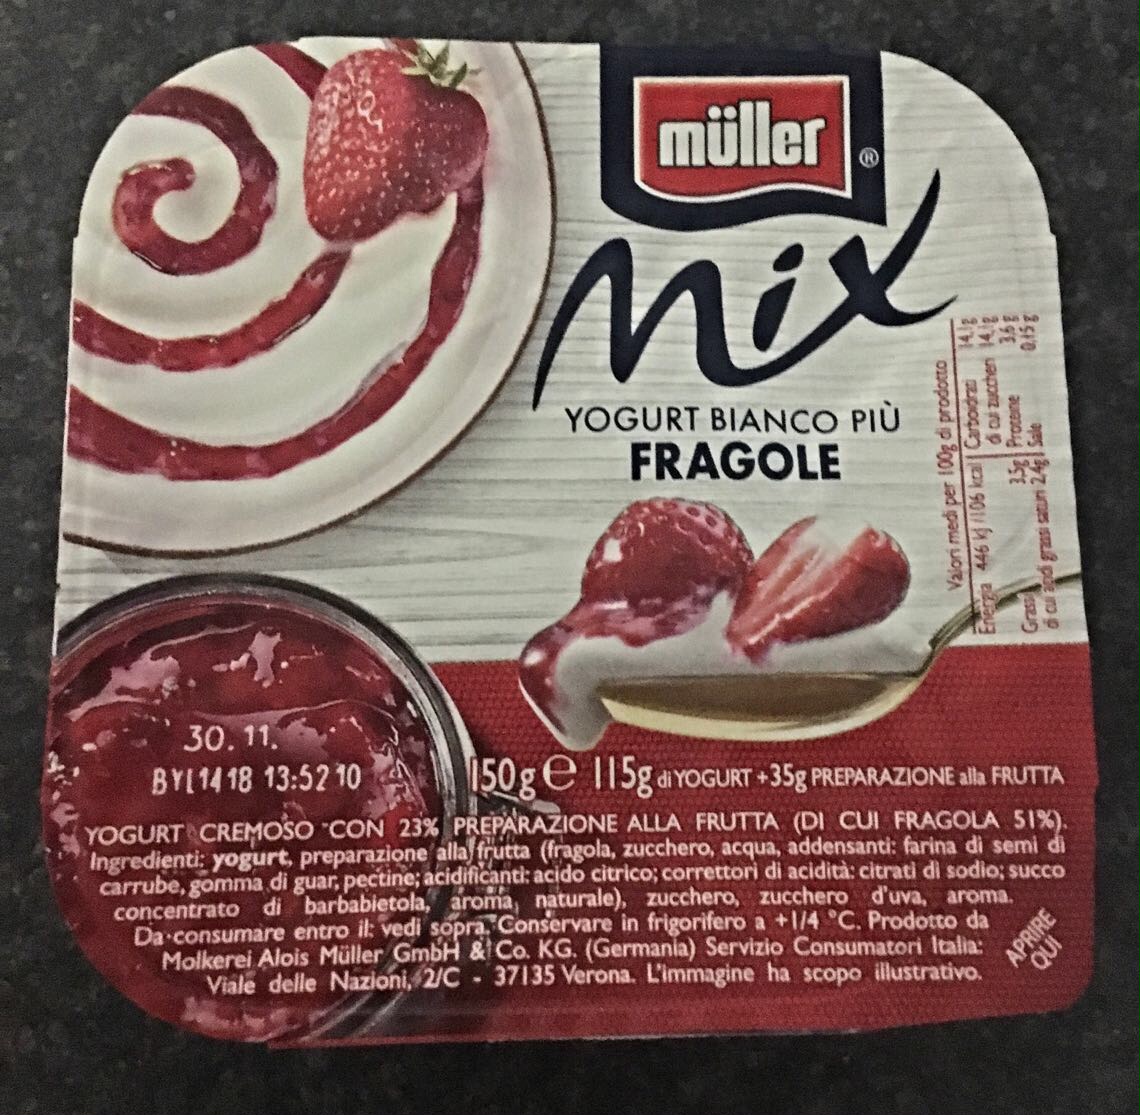 müller
®
mix
YOGURT BIANCO PIÙ
FRAGOLE
Valori medi per 100g di prodotto
Energia 446 kJ /106 kcal Carboidrati 14,1g
di cui zuccheri 14,1g
Grassi 3,5g Proteine 3,6 g
di cui acidi grassi saturi 2,4g Sale 0,15 g
30.11.
BYL1418 13:52 10
150g e 115g di YOGURT +35g PREPARAZIONE alla FRUTTA
YOGURT CREMOSO CON 23% PREPARAZIONE ALLA FRUTTA (DI CUI FRAGOLA 51%).
Ingredienti: yogurt, preparazione alla frutta (fragola, zucchero, acqua, addensanti: farina di semi di
carrube, gomma di guar, pectine; acidificanti: acido citrico; correttori di acidità: citrati di sodio; succo
concentrato di barbabietola, aroma naturale), zucchero, zucchero d'uva, aroma.
Da consumare entro il: vedi sopra. Conservare in frigorifero a +1/4 °C. Prodotto da
Molkerei Alois Müller GmbH & Co. KG. (Germania) Servizio Consumatori Italia:
Viale delle Nazioni, 2/C - 37135 Verona. L'immagine ha scopo illustrativo.
APRIRE
QUI